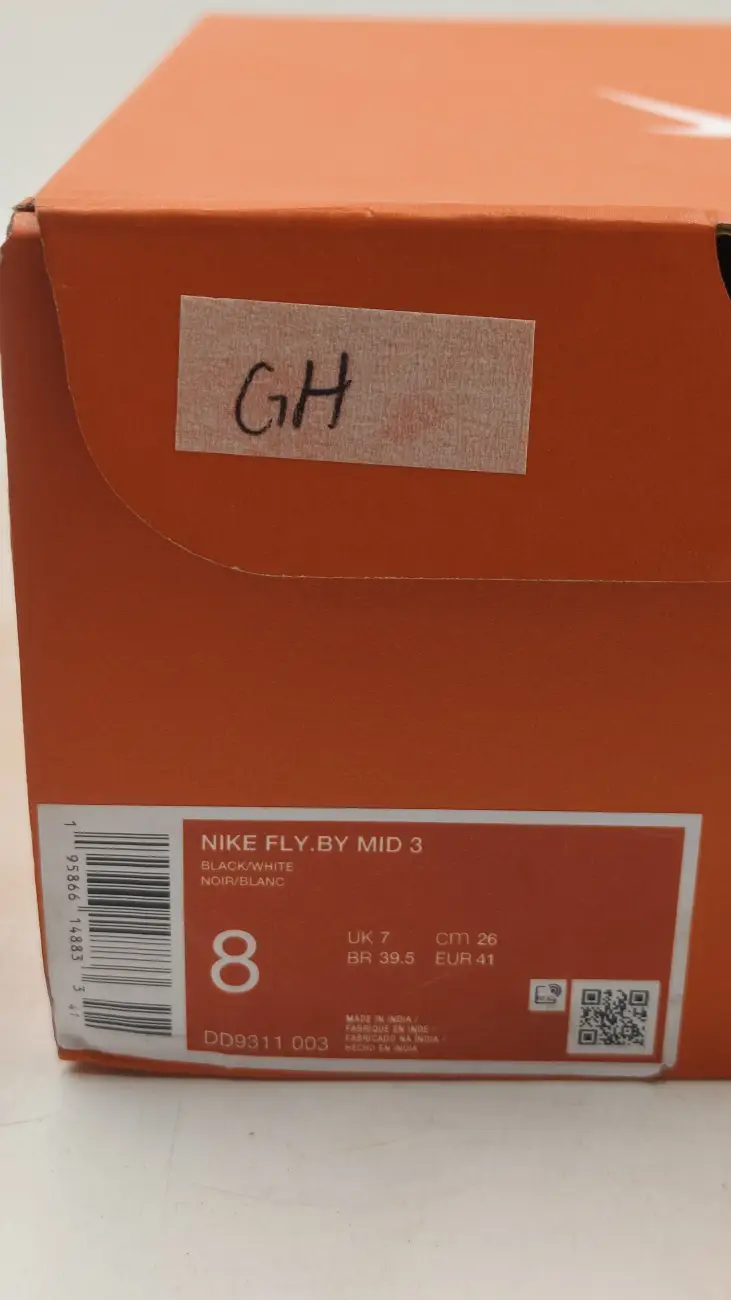 GH
1 95866 14883 3 41
NIKE FLY.BY MID 3
BLACK/WHITE
NOIR/BLANC
8
UK 7 cm 26
BR 39.5 EUR 41
DD9311 003
MADE IN INDIA /
FABRIQUE EN INDE /
FABRICADO NA ÍNDIA /
HECHO EN INDIA